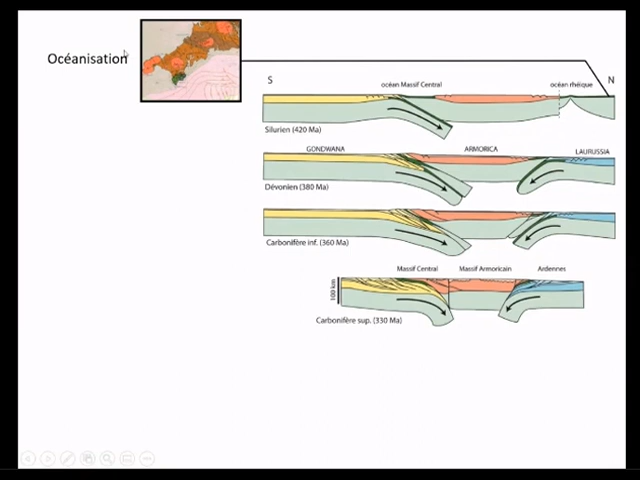 Océanisation
S
océan Massif Central
océan rhéique
N
Silurien (420 Ma)
GONDWANA
ARMORICA
LAURUSSIA
Dévonien (380 Ma)
Carbonifère inf. (360 Ma)
Massif Central
Massif Armoricain
Ardennes
100 km
Carbonifère sup. (330 Ma)